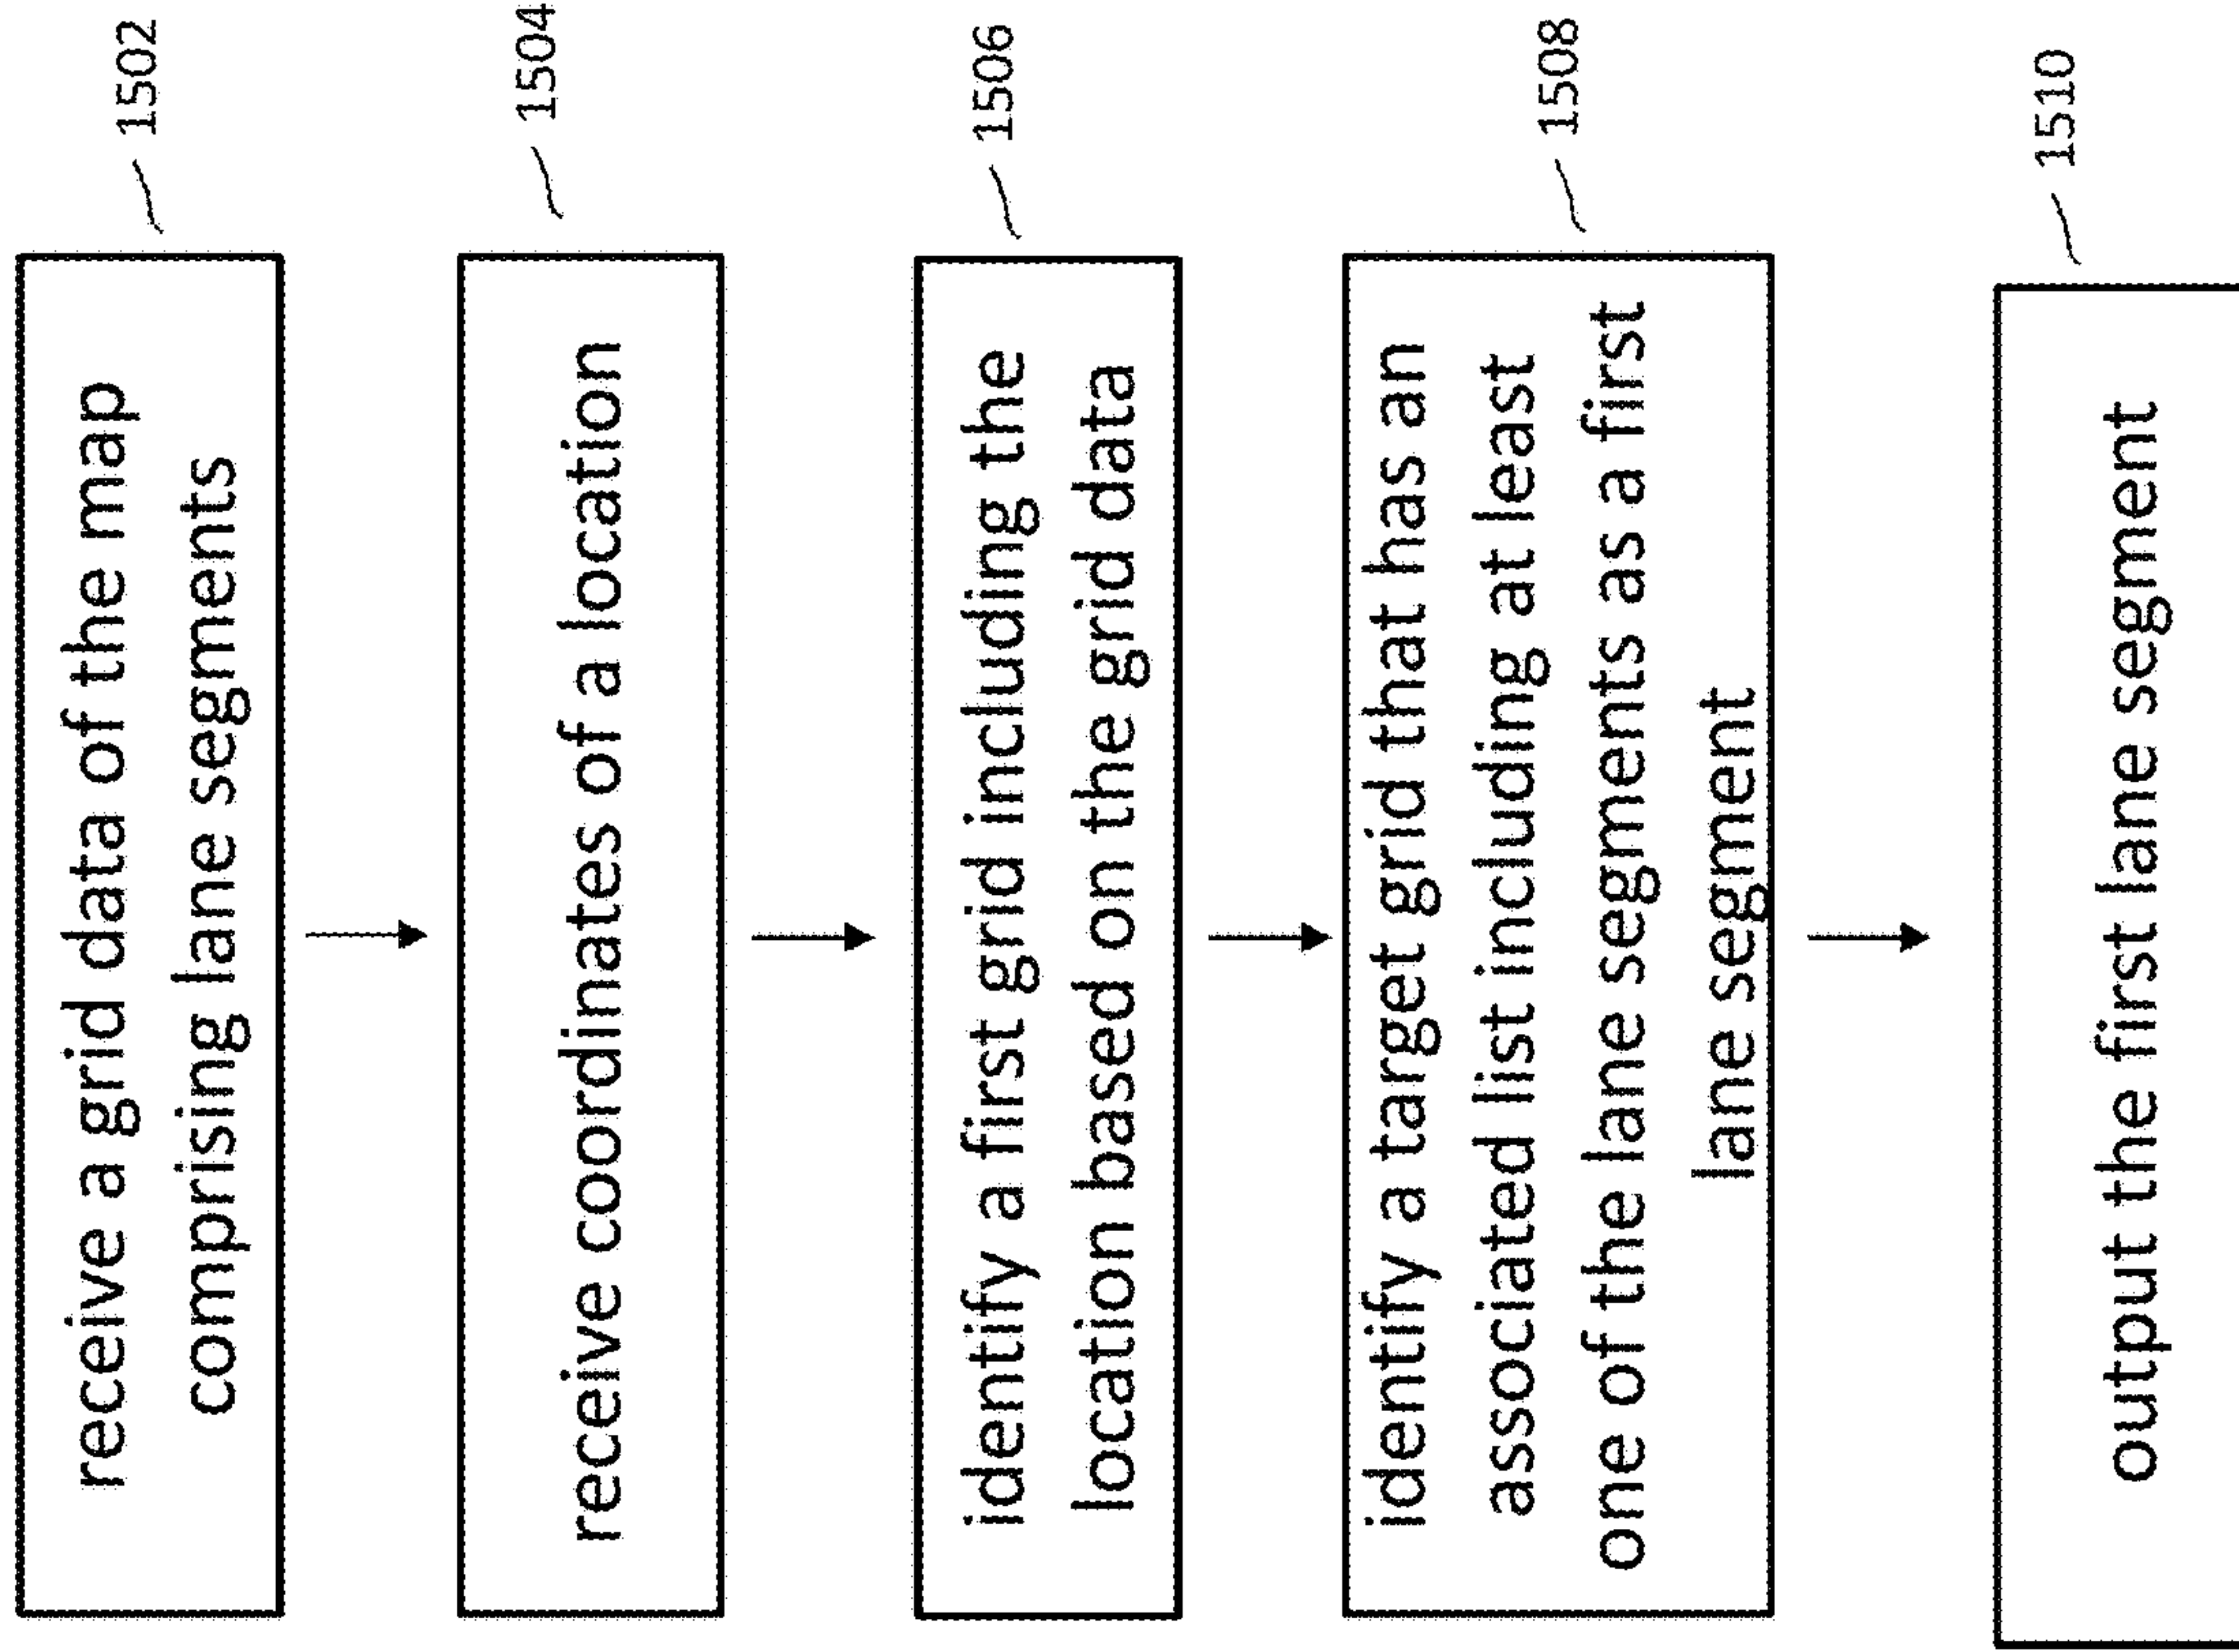 receive a grid data of the map
comprising lane segments
1502
receive coordinates of a location
1504
identify a first grid including the
location based on the grid data
1506
identify a target grid that has an
associated list including at least
one of the lane segments as a first
lane segment
1508
output the first lane segment
1510